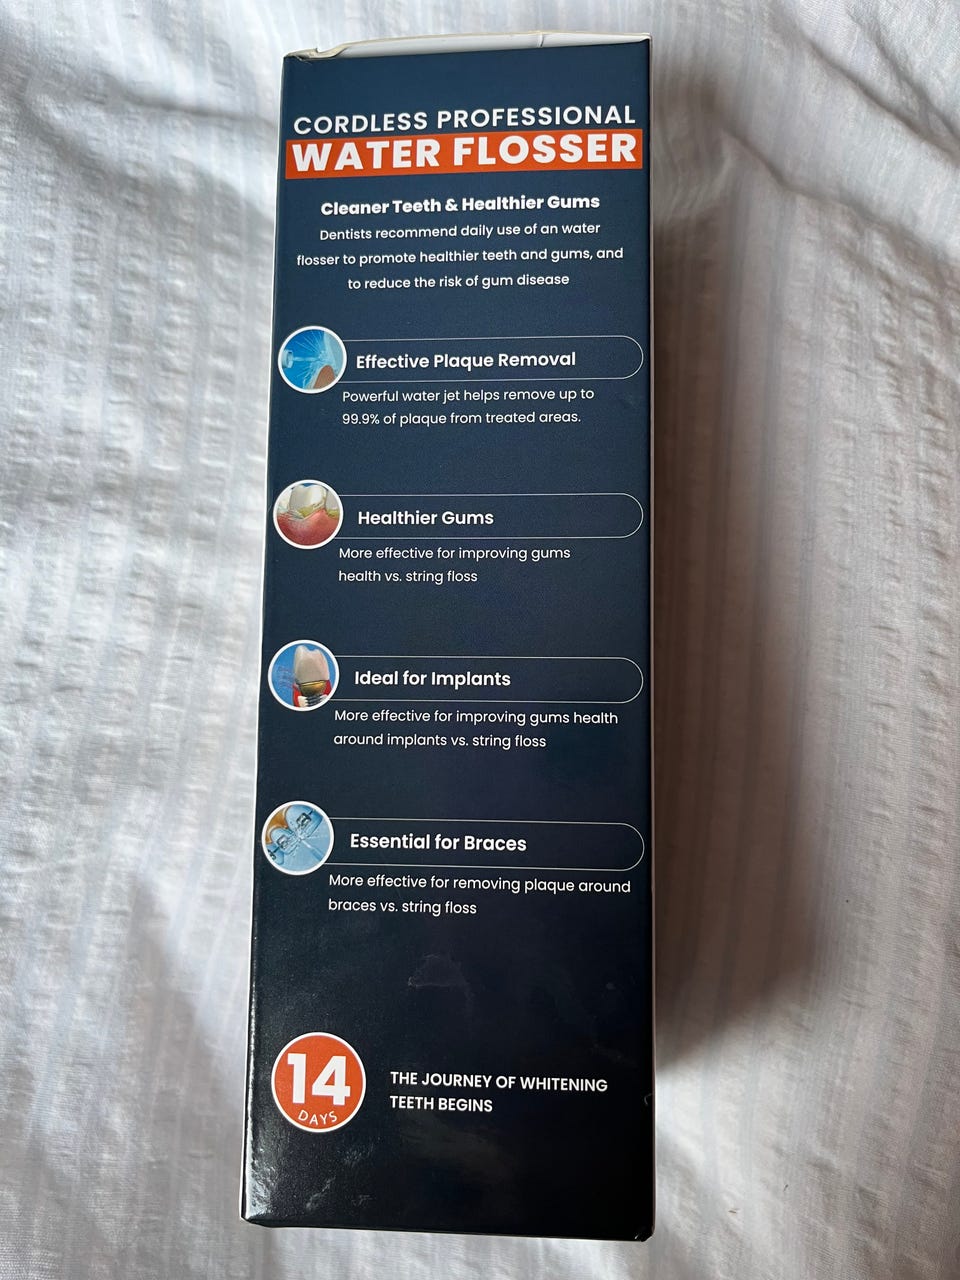 CORDLESS PROFESSIONAL
WATER FLOSSER
Cleaner Teeth & Healthier Gums
Dentists recommend daily use of an water
flosser to promote healthier teeth and gums, and
to reduce the risk of gum disease
Effective Plaque Removal
Powerful water jet helps remove up to
99.9% of plaque from treated areas.
Healthier Gums
More effective for improving gums
health vs. string floss
Ideal for Implants
More effective for improving gums health
around implants vs. string floss
Essential for Braces
More effective for removing plaque around
braces vs. string floss
14
DAYS
THE JOURNEY OF WHITENING
TEETH BEGINS